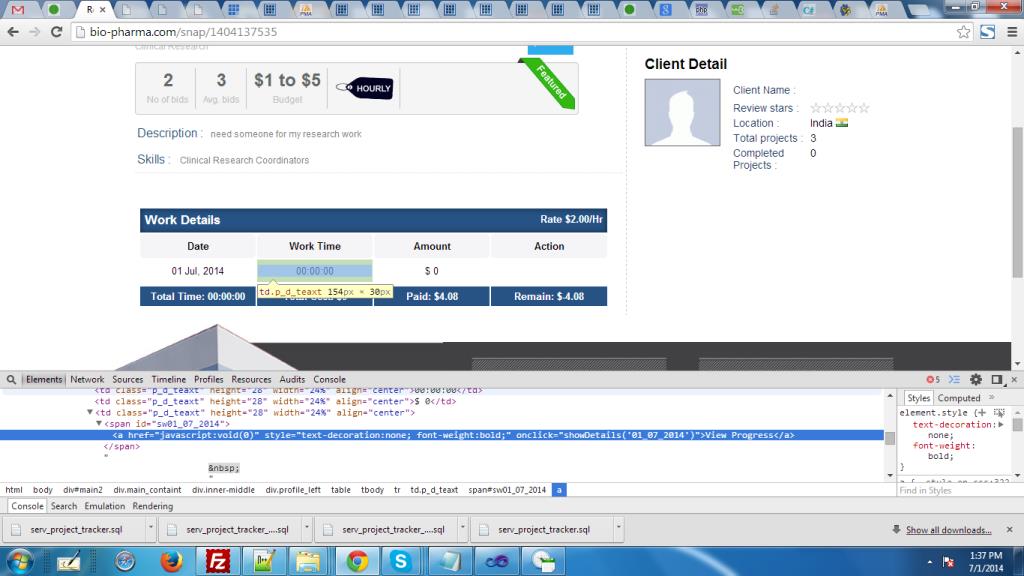 R
PMA
PMA
bio-pharma.com/snap/1404137535
Clinical Research
2
No of bids
3
Avg. bids
$1 to $5
Budget
HOURLY
Featured
Description : need someone for my research work
Skills : Clinical Research Coordinators
Client Detail
Client Name :
Review stars :
Location : India
Total projects : 3
Completed Projects : 0
Work Details Rate $2.00/Hr
Date Work Time Amount Action
01 Jul, 2014 00:00:00 $ 0
td.p_d_teaxt 154px × 30px
Total Time: 00:00:00 Paid: $4.08 Remain: $-4.08
Elements Network Sources Timeline Profiles Resources Audits Console 5
<td class="p_d_teaxt" height="28" width="24%" align="center">00:00:00</td>
<td class="p_d_teaxt" height="28" width="24%" align="center">$ 0</td>
▼<td class="p_d_teaxt" height="28" width="24%" align="center">
▼<span id="sw01_07_2014">
<a href="javascript:void(0)" style="text-decoration:none; font-weight:bold;" onclick="showDetails('01_07_2014')">View Progress</a>
</span>
"
&nbsp;
"
Styles Computed »
element.style {
text-decoration:
none;
font-weight:
bold;
}
Find in Styles
html body div#main2 div.main_containt div.inner-middle div.profile_left table tbody tr td.p_d_teaxt span#sw01_07_2014 a
Console Search Emulation Rendering
serv_project_tracker.sql serv_project_tracker_....sql serv_project_tracker_....sql serv_project_tracker.sql Show all downloads...
1:37 PM
7/1/2014